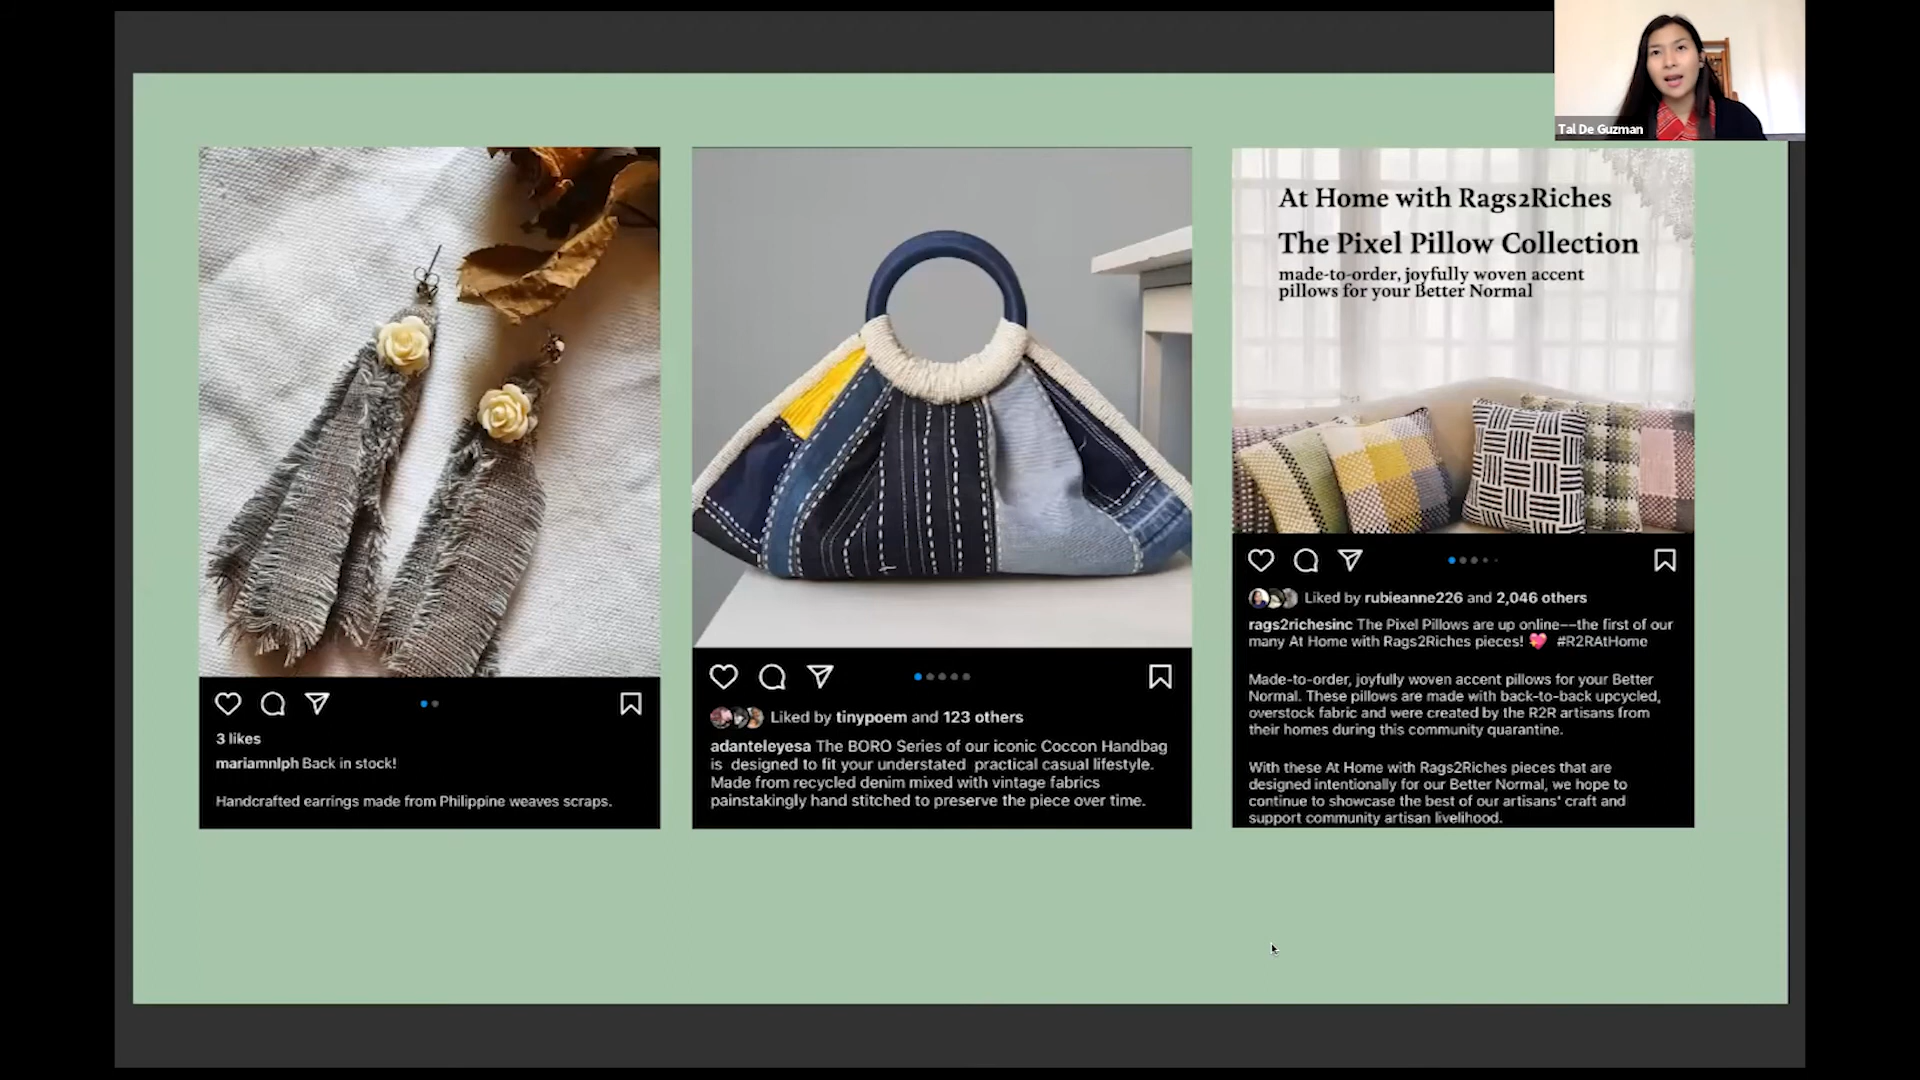 Tal De Guzman
3 likes
mariamnlph Back in stock!
Handcrafted earrings made from Philippine weaves scraps.
Liked by tinypoem and 123 others
adanteleyesa The BORO Series of our iconic Coccon Handbag
is designed to fit your understated practical casual lifestyle.
Made from recycled denim mixed with vintage fabrics
painstakingly hand stitched to preserve the piece over time.
At Home with Rags2Riches
The Pixel Pillow Collection
made-to-order, joyfully woven accent
pillows for your Better Normal
Liked by rubieanne226 and 2,046 others
rags2richesinc The Pixel Pillows are up online––the first of our
many At Home with Rags2Riches pieces! 💖 #R2RAtHome
Made-to-order, joyfully woven accent pillows for your Better
Normal. These pillows are made with back-to-back upcycled,
overstock fabric and were created by the R2R artisans from
their homes during this community quarantine.
With these At Home with Rags2Riches pieces that are
designed intentionally for our Better Normal, we hope to
continue to showcase the best of our artisans' craft and
support community artisan livelihood.